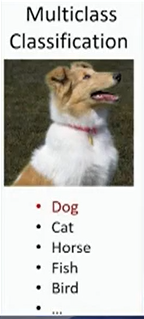 Multiclass
Classification
• Dog
• Cat
• Horse
• Fish
• Bird
• ...